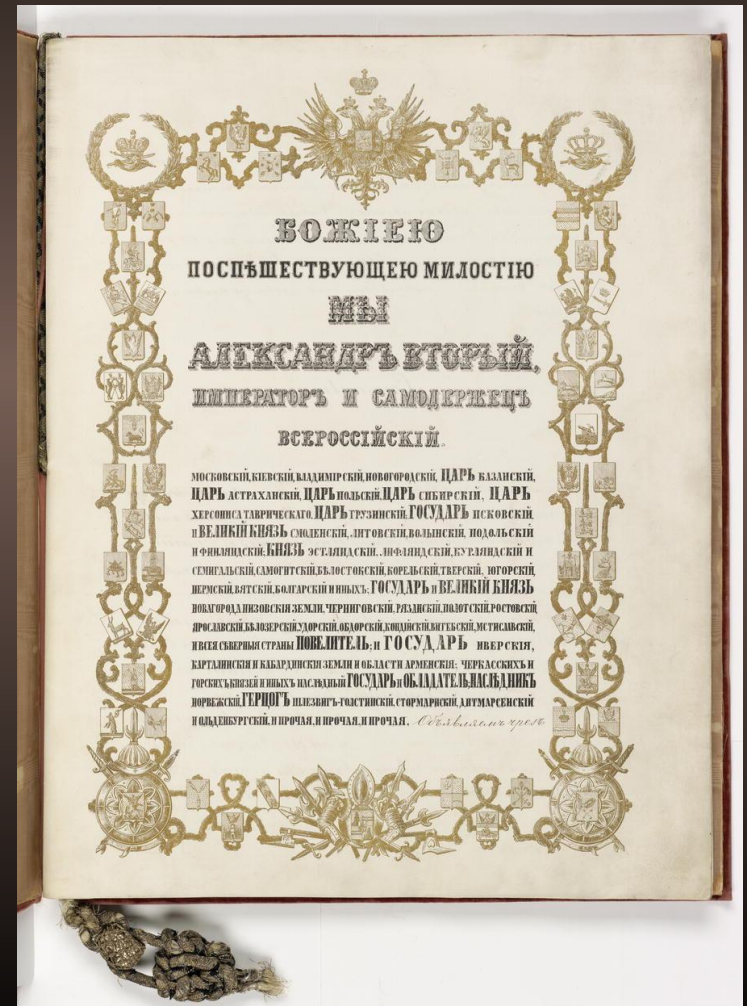 БОЖІЕЮ
ПОСПѢШЕСТВУЮЩЕЮ МИЛОСТІЮ
МЫ
АЛЕКСАНДРЪ ВТОРЫЙ,
ИМПЕРАТОРЪ И САМОДЕРЖЕЦЪ
ВСЕРОССІЙСКІЙ.
МОСКОВСКІЙ, КІЕВСКІЙ, ВЛАДИМІРСКІЙ, НОВОГОРОДСКІЙ, ЦАРЬ КАЗАНСКІЙ,
ЦАРЬ АСТРАХАНСКІЙ, ЦАРЬ ПОЛЬСКІЙ, ЦАРЬ СИБИРСКІЙ, ЦАРЬ
ХЕРСОНИСА ТАВРИЧЕСКАГО, ЦАРЬ ГРУЗИНСКІЙ; ГОСУДАРЬ ПСКОВСКІЙ,
И ВЕЛИКІЙ КНЯЗЬ СМОЛЕНСКІЙ, ЛИТОВСКІЙ, ВОЛЫНСКІЙ, ПОДОЛЬСКІЙ
И ФИНЛЯНДСКІЙ; КНЯЗЬ ЭСТЛЯНДСКІЙ, ЛИФЛЯНДСКІЙ, КУРЛЯНДСКІЙ И
СЕМИГАЛЬСКІЙ, САМОГИТСКІЙ, БѢЛОСТОКСКІЙ, КОРЕЛЬСКІЙ, ТВЕРСКІЙ, ЮГОРСКІЙ,
ПЕРМСКІЙ, ВЯТСКІЙ, БОЛГАРСКІЙ И ИНЫХЪ; ГОСУДАРЬ И ВЕЛИКІЙ КНЯЗЬ
НОВАГОРОДА НИЗОВСКІЯ ЗЕМЛИ, ЧЕРНИГОВСКІЙ, РЯЗАНСКІЙ, ПОЛОТСКІЙ, РОСТОВСКІЙ,
ЯРОСЛАВСКІЙ, БѢЛОЗЕРСКІЙ, УДОРСКІЙ, ОБДОРСКІЙ, КОНДІЙСКІЙ, ВИТЕБСКІЙ, МСТИСЛАВСКІЙ,
И ВСЕЯ СѢВЕРНЫЯ СТРАНЫ ПОВЕЛИТЕЛЬ; И ГОСУДАРЬ ИВЕРСКІЯ,
КАРТАЛИНСКІЯ И КАБАРДИНСКІЯ ЗЕМЛИ И ОБЛАСТИ АРМЕНСКІЯ; ЧЕРКАССКИХЪ И
ГОРСКИХЪ КНЯЗЕЙ И ИНЫХЪ НАСЛѢДНЫЙ ГОСУДАРЬ И ОБЛАДАТЕЛЬ, НАСЛѢДНИКЪ
НОРВЕЖСКІЙ, ГЕРЦОГЪ ШЛЕЗВИГЪ-ГОЛСТИНСКІЙ, СТОРМАРНСКІЙ, ДИТМАРСЕНСКІЙ
И ОЛЬДЕНБУРГСКІЙ, И ПРОЧАЯ, И ПРОЧАЯ, И ПРОЧАЯ, Объявляемъ чрезъ